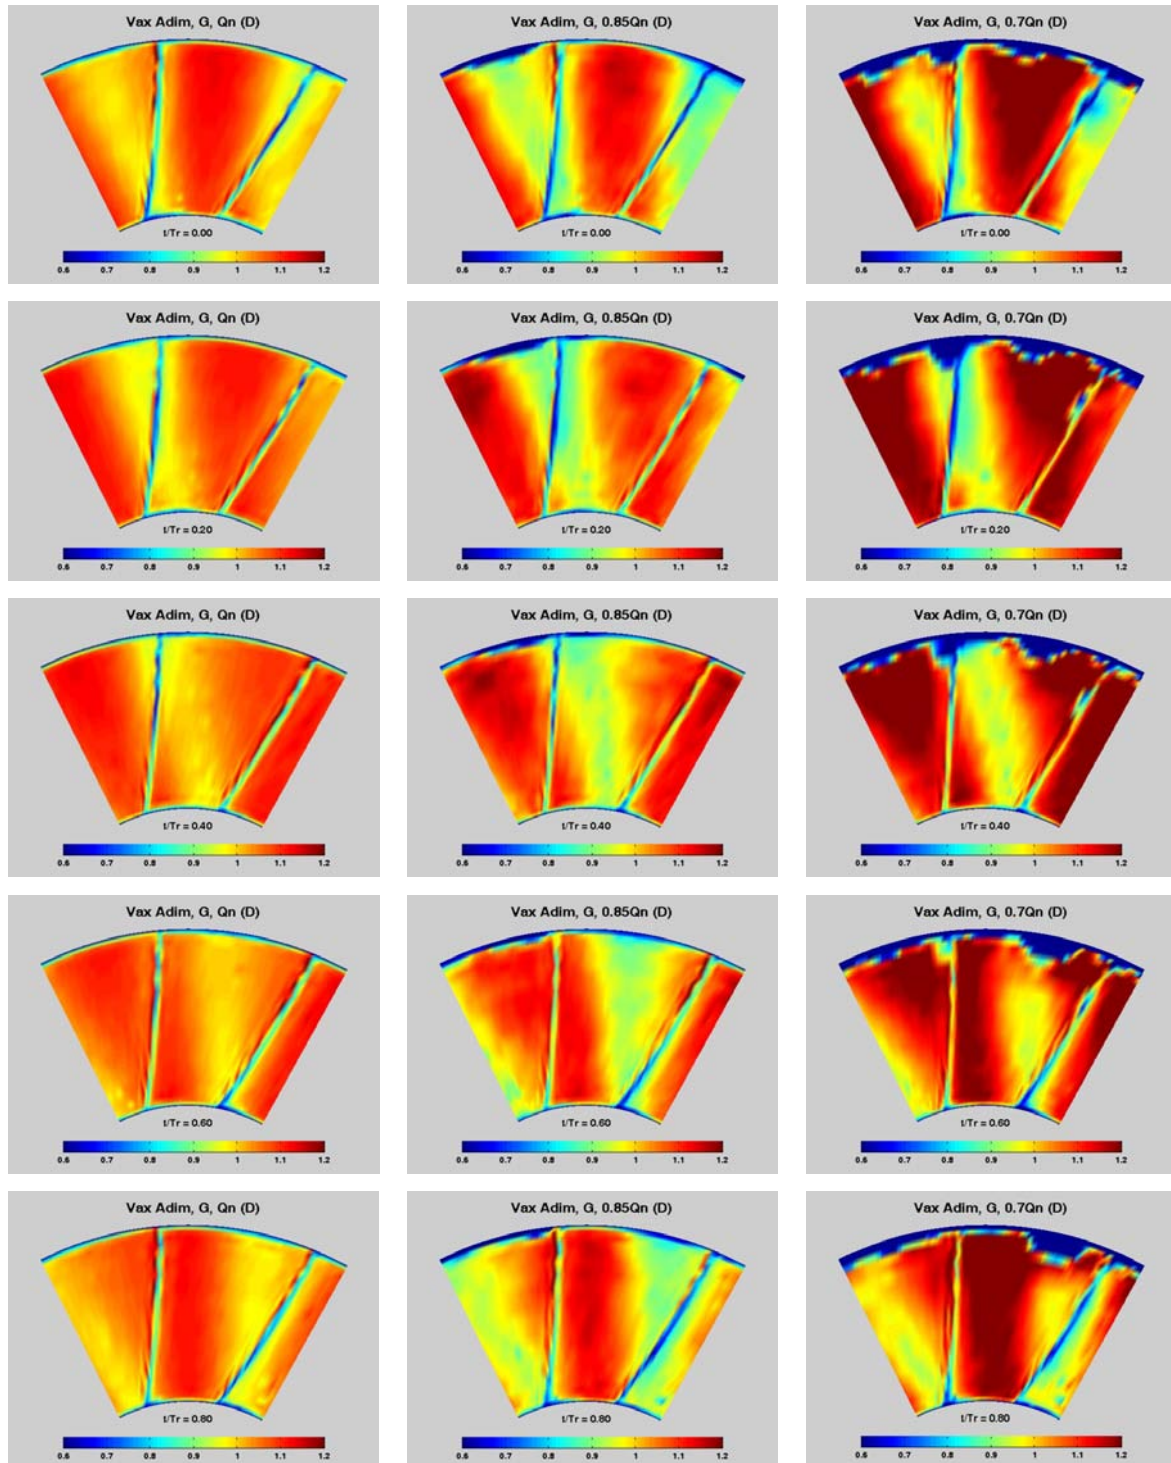 Vax Adim, G, Qn (D)
t/Tr = 0.00
0.6 0.7 0.8 0.9 1 1.1 1.2
Vax Adim, G, 0.85Qn (D)
t/Tr = 0.00
0.6 0.7 0.8 0.9 1 1.1 1.2
Vax Adim, G, 0.7Qn (D)
t/Tr = 0.00
0.6 0.7 0.8 0.9 1 1.1 1.2
Vax Adim, G, Qn (D)
t/Tr = 0.20
0.6 0.7 0.8 0.9 1 1.1 1.2
Vax Adim, G, 0.85Qn (D)
t/Tr = 0.20
0.6 0.7 0.8 0.9 1 1.1 1.2
Vax Adim, G, 0.7Qn (D)
t/Tr = 0.20
0.6 0.7 0.8 0.9 1 1.1 1.2
Vax Adim, G, Qn (D)
t/Tr = 0.40
0.6 0.7 0.8 0.9 1 1.1 1.2
Vax Adim, G, 0.85Qn (D)
t/Tr = 0.40
0.6 0.7 0.8 0.9 1 1.1 1.2
Vax Adim, G, 0.7Qn (D)
t/Tr = 0.40
0.6 0.7 0.8 0.9 1 1.1 1.2
Vax Adim, G, Qn (D)
t/Tr = 0.60
0.6 0.7 0.8 0.9 1 1.1 1.2
Vax Adim, G, 0.85Qn (D)
t/Tr = 0.60
0.6 0.7 0.8 0.9 1 1.1 1.2
Vax Adim, G, 0.7Qn (D)
t/Tr = 0.60
0.6 0.7 0.8 0.9 1 1.1 1.2
Vax Adim, G, Qn (D)
t/Tr = 0.80
0.6 0.7 0.8 0.9 1 1.1 1.2
Vax Adim, G, 0.85Qn (D)
t/Tr = 0.80
0.6 0.7 0.8 0.9 1 1.1 1.2
Vax Adim, G, 0.7Qn (D)
t/Tr = 0.80
0.6 0.7 0.8 0.9 1 1.1 1.2